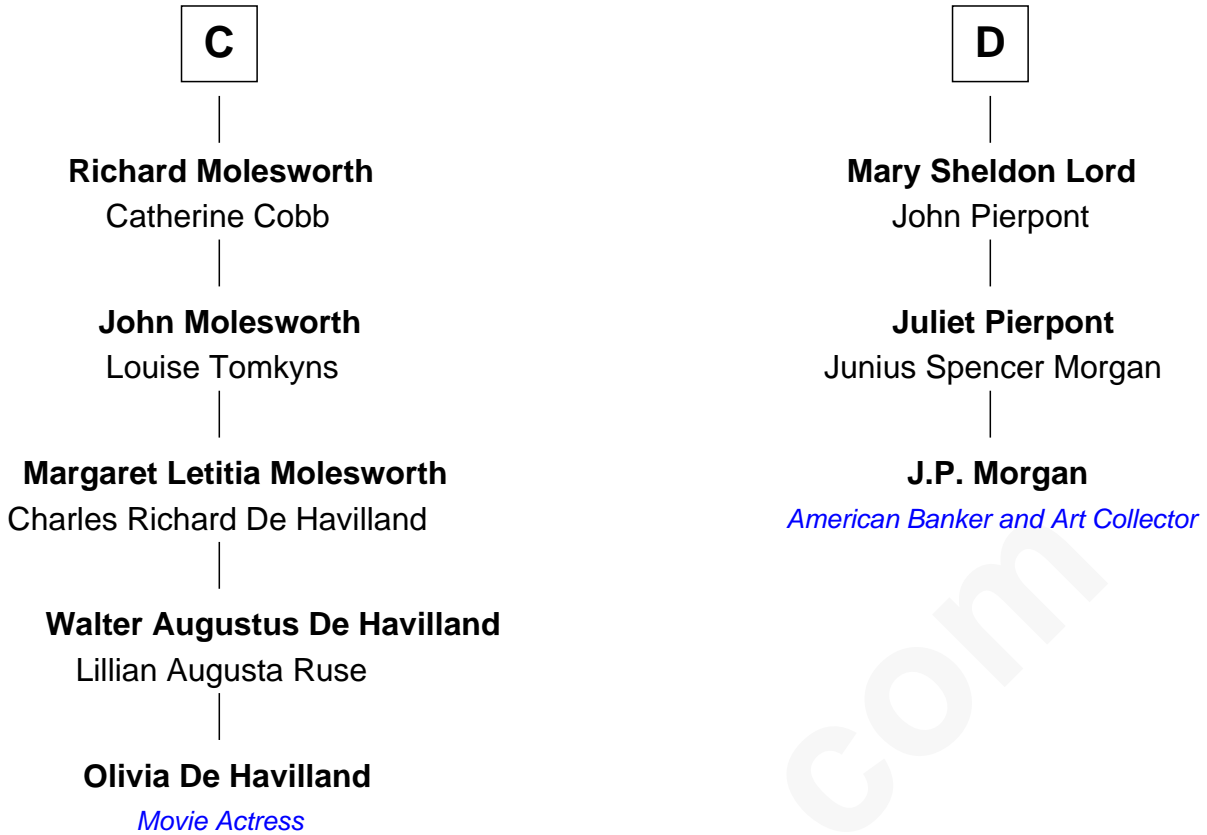 C
Richard Molesworth
Catherine Cobb
John Molesworth
Louise Tomkyns
Margaret Letitia Molesworth
Charles Richard De Havilland
Walter Augustus De Havilland
Lillian Augusta Ruse
Olivia De Havilland
Movie Actress
D
Mary Sheldon Lord
John Pierpont
Juliet Pierpont
Junius Spencer Morgan
J.P. Morgan
American Banker and Art Collector
com